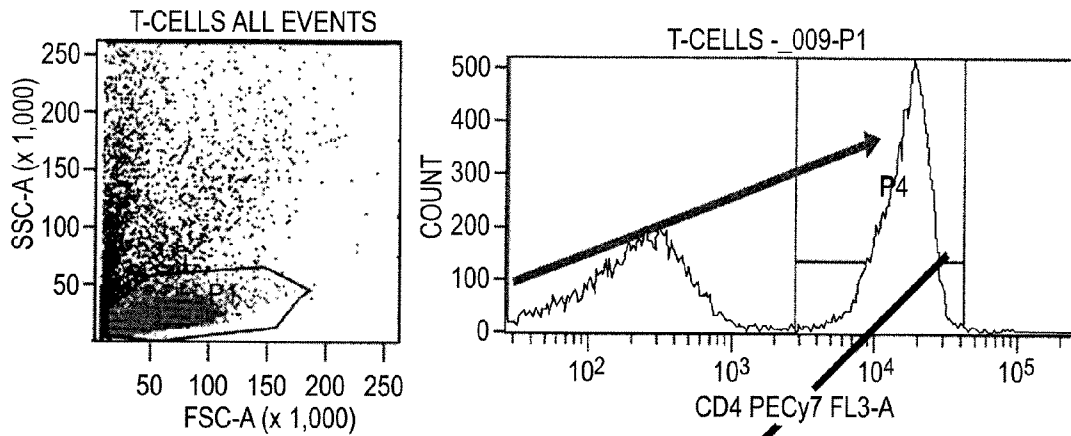 T-CELLS ALL EVENTS
SSC-A (x 1,000)
250
200
150
100
50
P1
50 100 150 200 250
FSC-A (x 1,000)
T-CELLS -_009-P1
COUNT
500
400
300
200
100
0
P4
10² 10³ 10⁴ 10⁵
CD4 PECy7 FL3-A